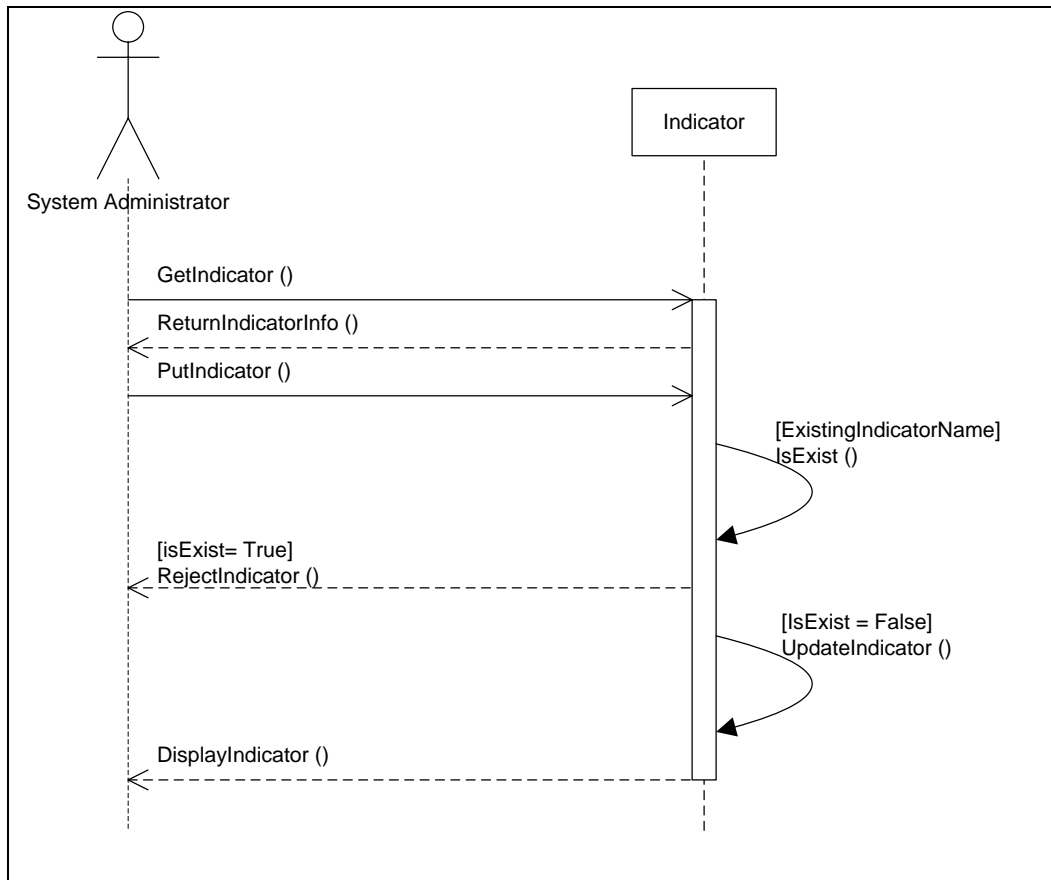 Indicator
System Administrator
GetIndicator ()
ReturnIndicatorInfo ()
PutIndicator ()
[ExistingIndicatorName]
IsExist ()
[isExist= True]
RejectIndicator ()
[IsExist = False]
UpdateIndicator ()
DisplayIndicator ()